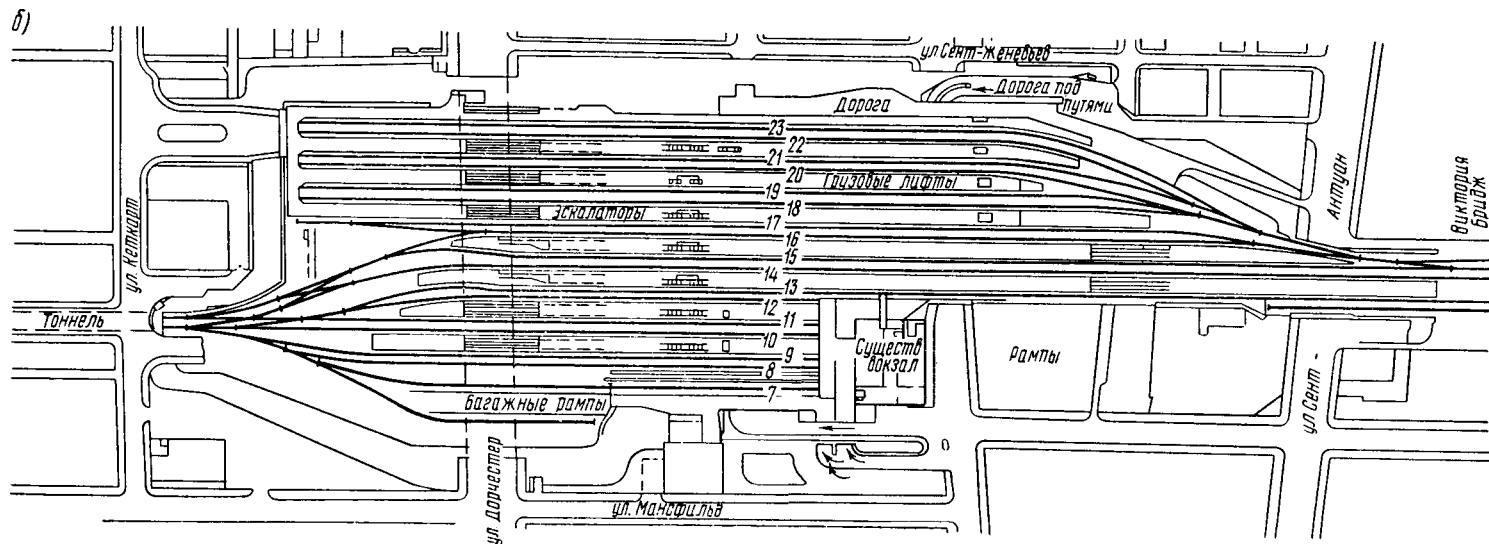 б)
ул Сент-Женевьев
Дорога под
путями
Дорога
23
22
21
20
19
Грузовые лифты
18
Эскалаторы
17
16
15
14
13
12
11
10
9
8
7
ул. Кеткарт
Тоннель
Антуан
Виктория
Бридж
Существ
вокзал
Рампы
Багажные рампы
ул Сент-
ул Дорчестер
ул. Мансфильд